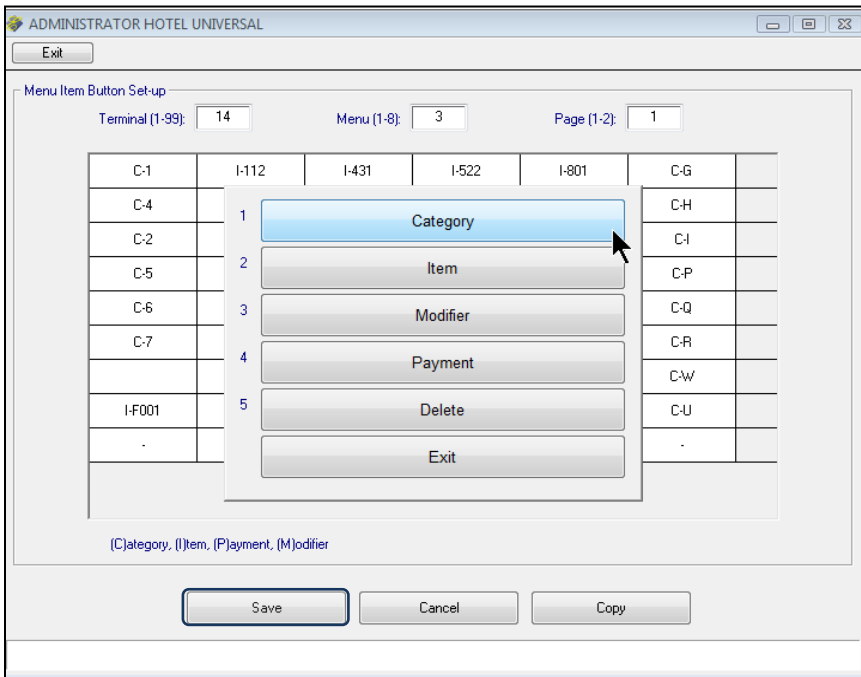 ADMINISTRATOR HOTEL UNIVERSAL
Exit
Menu Item Button Set-up
Terminal (1-99): 14 Menu (1-8): 3 Page (1-2): 1
C-1 I-112 I-431 I-522 I-801 C-G
C-4 C-H
C-2 C-I
C-5 C-P
C-6 C-Q
C-7 C-R
C-W
I-F001 C-U
- -
1 Category
2 Item
3 Modifier
4 Payment
5 Delete
Exit
(C)ategory, (I)tem, (P)ayment, (M)odifier
Save Cancel Copy